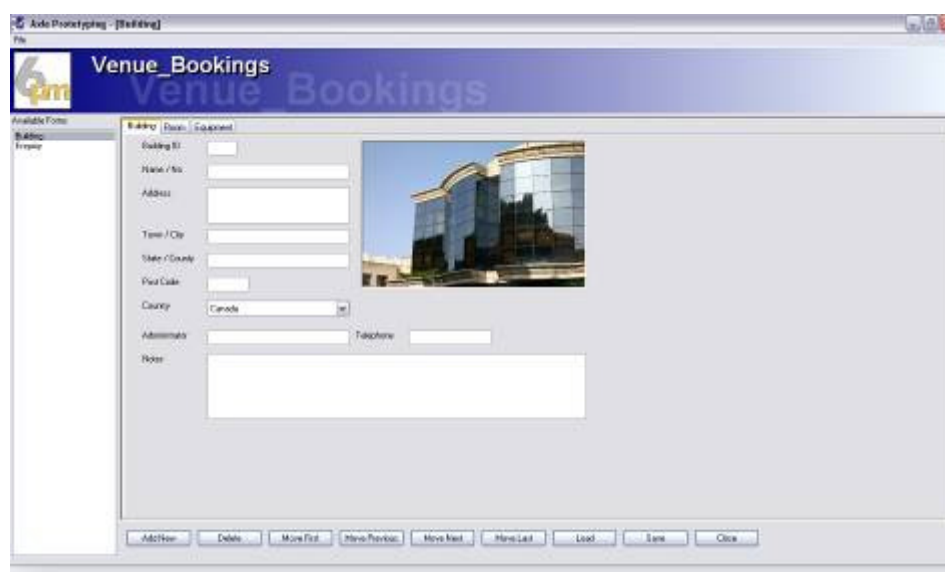 Axle Prototyping - [Building]
File
6pm
Venue_Bookings
Venue_Bookings
Available Forms
Building
Enquiry
Building Room Equipment
Building ID
Name / No
Address
Town / City
State / County
Post Code
Country
Canada
Administrator
Telephone
Notes
Add New Delete Move First Move Previous Move Next Move Last Load Save Close